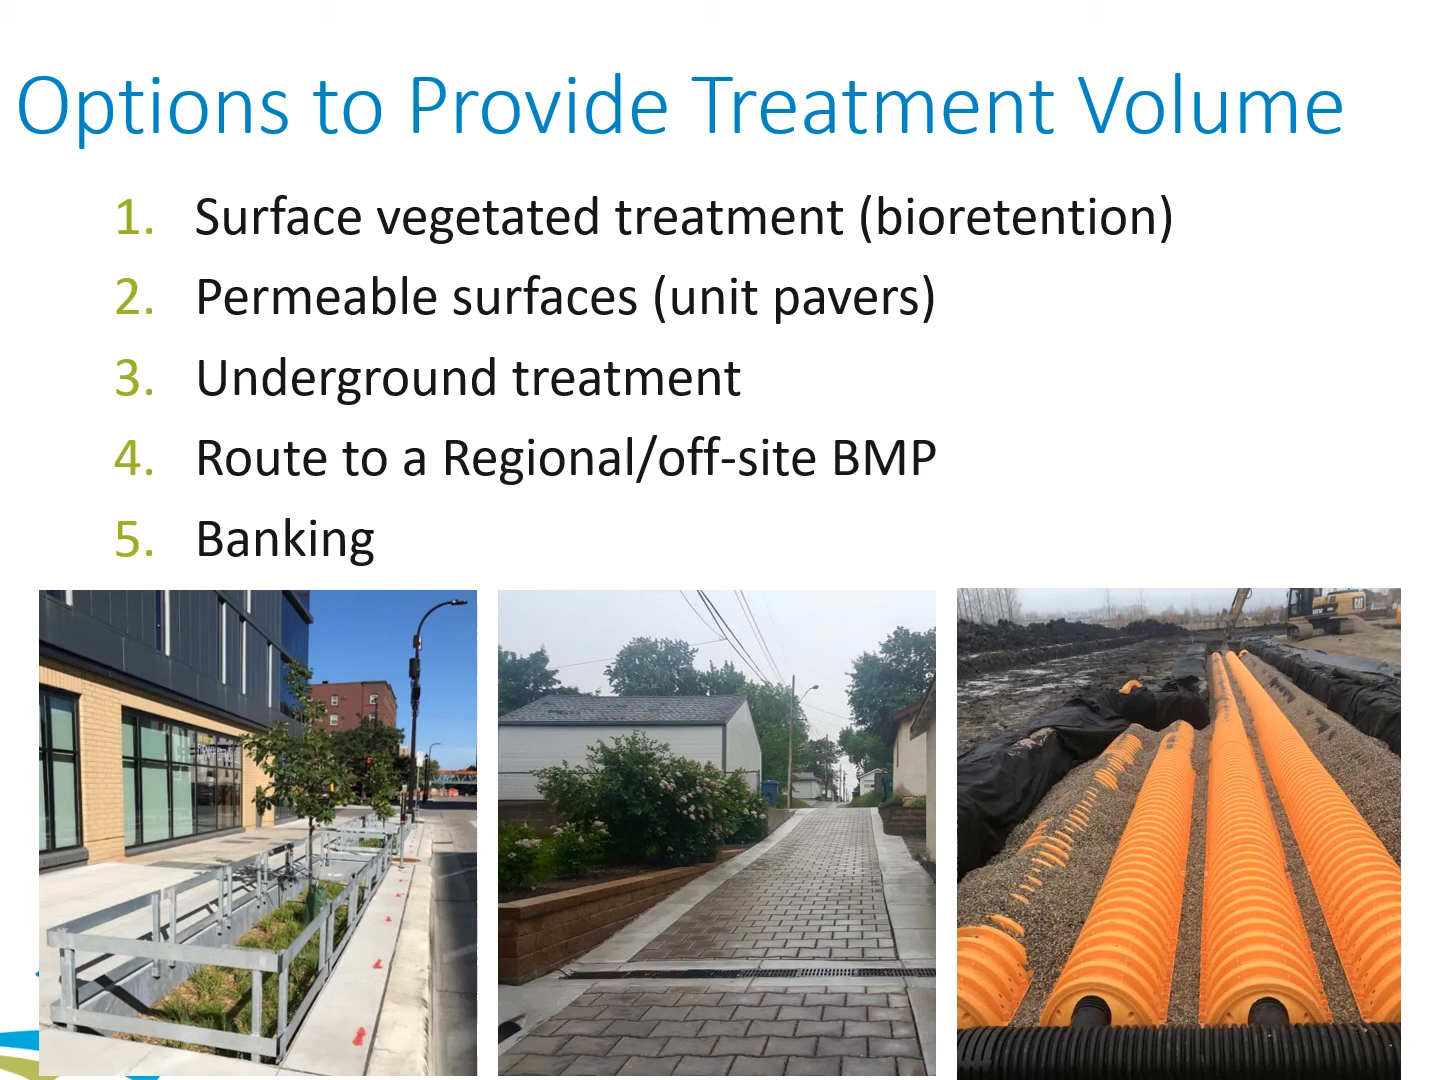 Options to Provide Treatment Volume
1. Surface vegetated treatment (bioretention)
2. Permeable surfaces (unit pavers)
3. Underground treatment
4. Route to a Regional/off-site BMP
5. Banking
CAT